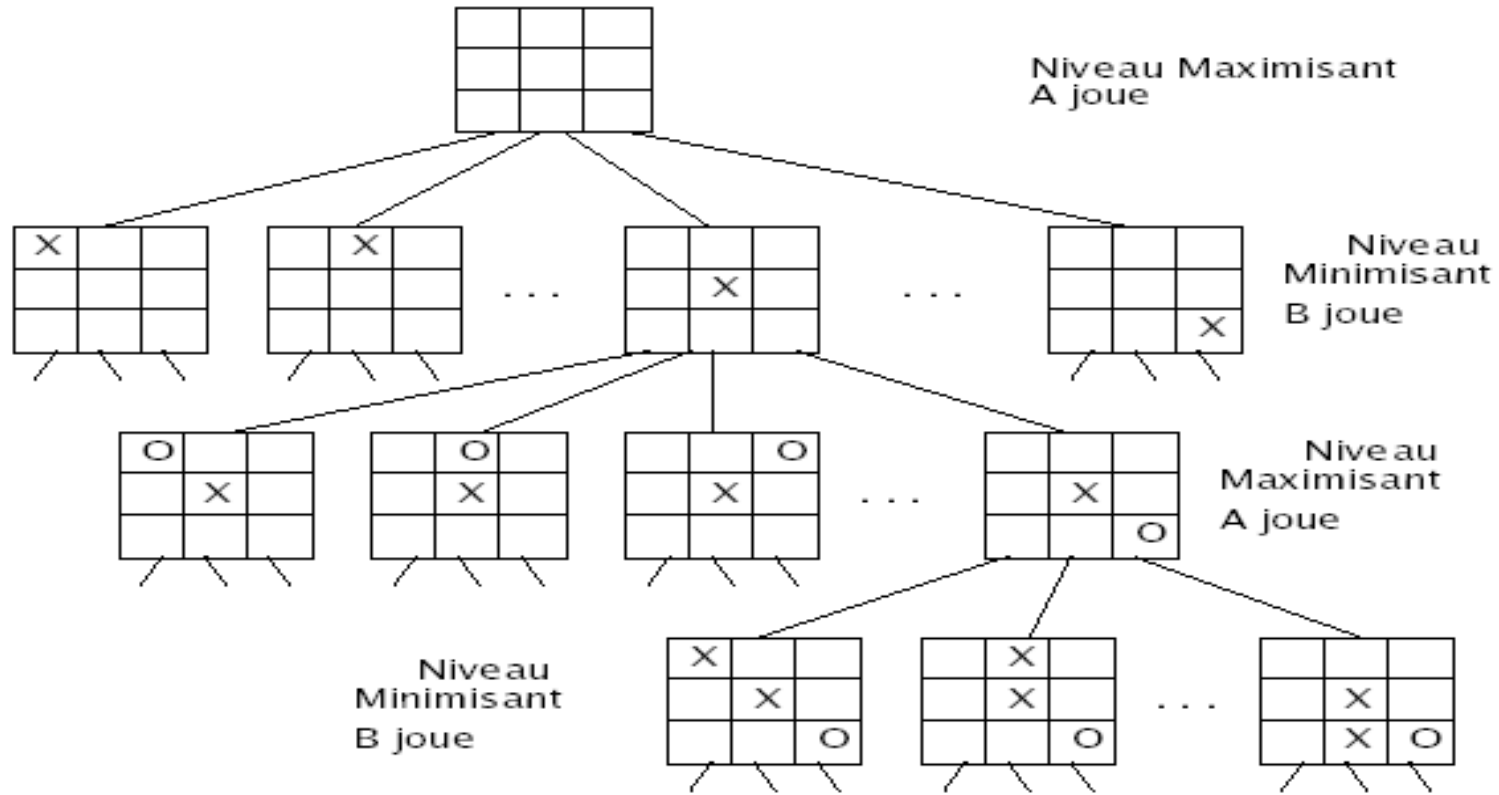 Niveau Maximisant
A joue
X
X
. . .
X
. . .
X
Niveau
Minimisant
B joue
O
X
O
X
O
X
. . .
X
O
Niveau
Maximisant
A joue
Niveau
Minimisant
B joue
X
X
O
X
X
O
. . .
X
X O